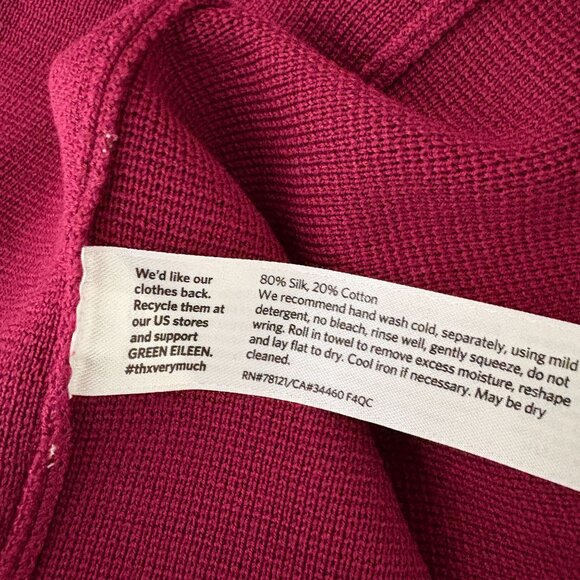 We'd like our
clothes back.
Recycle them at
our US stores
and support
GREEN EILEEN.
#thxverymuch
80% Silk, 20% Cotton
We recommend hand wash cold, separately, using mild
detergent, no bleach, rinse well, gently squeeze, do not
wring. Roll in towel to remove excess moisture, reshape
and lay flat to dry. Cool iron if necessary. May be dry
cleaned.
RN#78121/CA#34460 F4QC